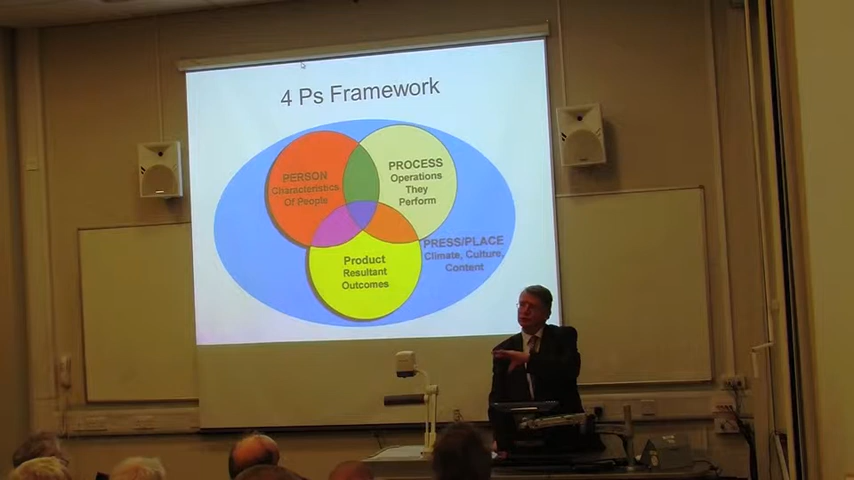 4 Ps Framework
PERSON
Characteristics
Of People
PROCESS
Operations
They
Perform
PRESS/PLACE
Climate, Culture,
Content
Product
Resultant
Outcomes